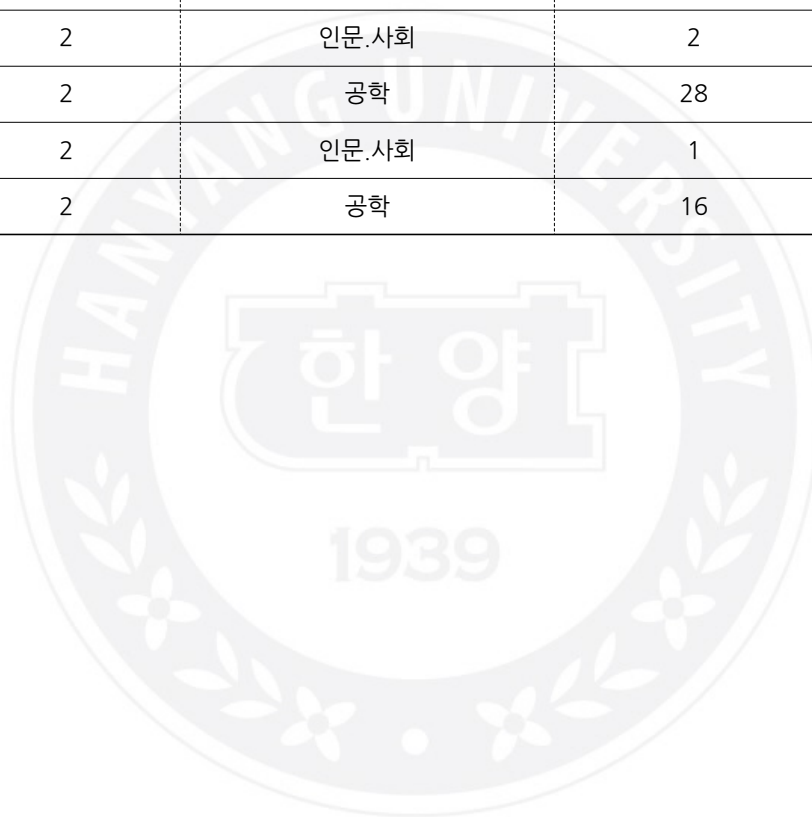 2 인문.사회 2
2 공학 28
2 인문.사회 1
2 공학 16
HANYANG UNIVERSITY
한양
1939